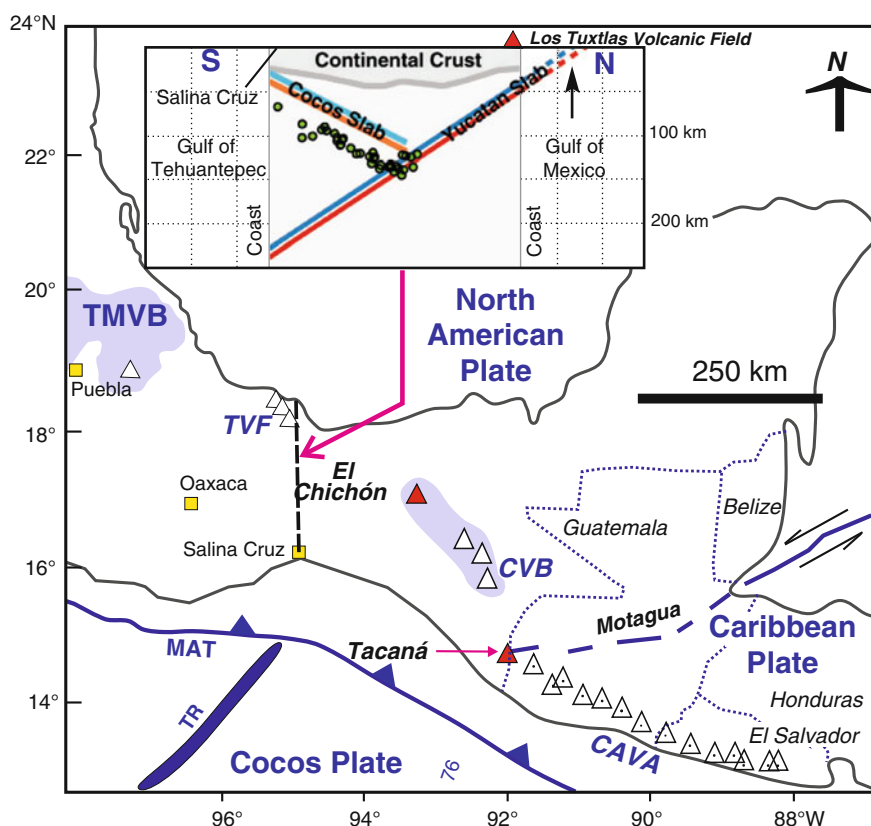 24°N
22°
20°
18°
16°
14°
96°
94°
92°
90°
88°W
Los Tuxtlas Volcanic Field
S
N
Continental Crust
Salina Cruz
Cocos Slab
Yucatan Slab
Gulf of
Tehuantepec
Gulf of
Mexico
Coast
Coast
100 km
200 km
N
TMVB
Puebla
North
American
Plate
250 km
TVF
El
Chichón
Oaxaca
Salina Cruz
CVB
Guatemala
Belize
Motagua
Caribbean
Plate
MAT
Tacaná
TR
Cocos Plate
76
CAVA
Honduras
El Salvador